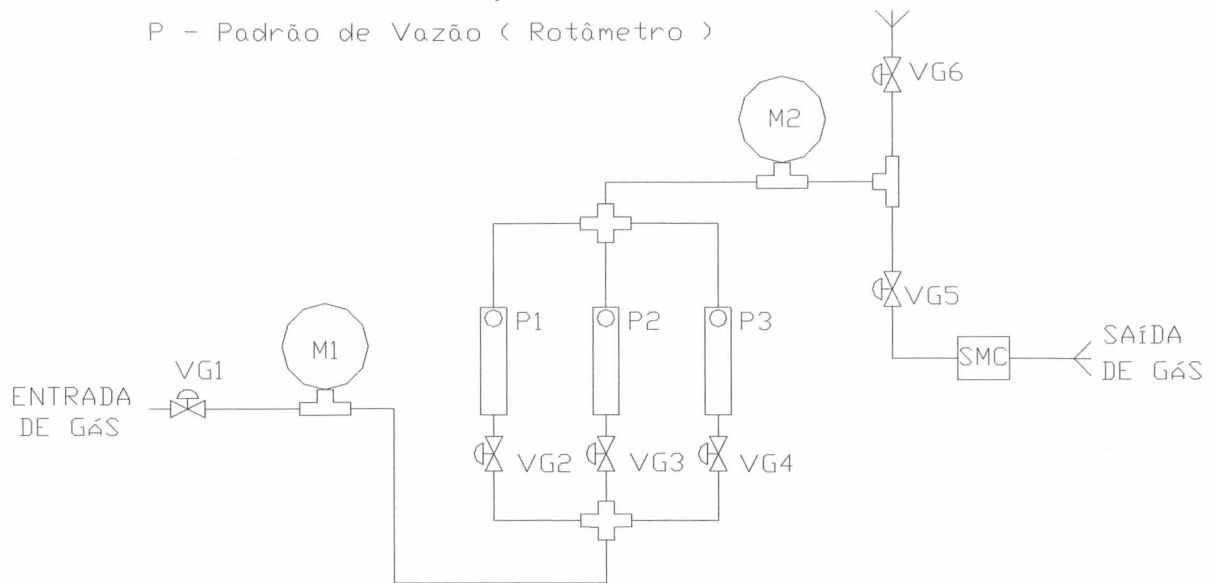 P - Padrão de Vazão ( Rotâmetro )
VG6
M2
VG5
P1
P2
P3
M1
VG1
SMC
SAíDA
DE GáS
ENTRADA
DE GáS
VG2
VG3
VG4